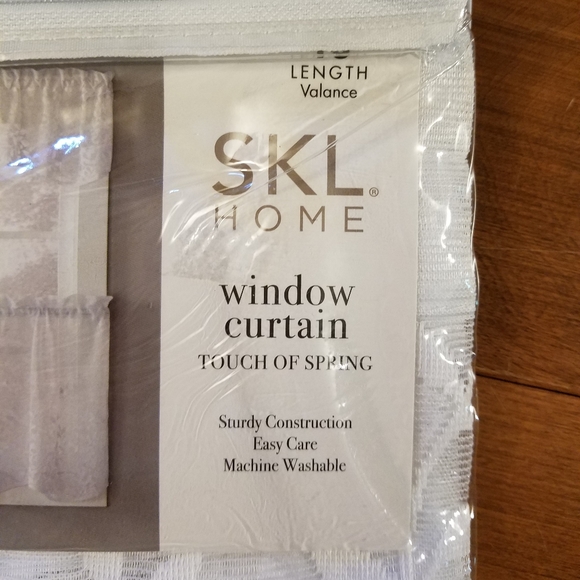 LENGTH
Valance
SKL®
HOME
window
curtain
TOUCH OF SPRING
Sturdy Construction
Easy Care
Machine Washable